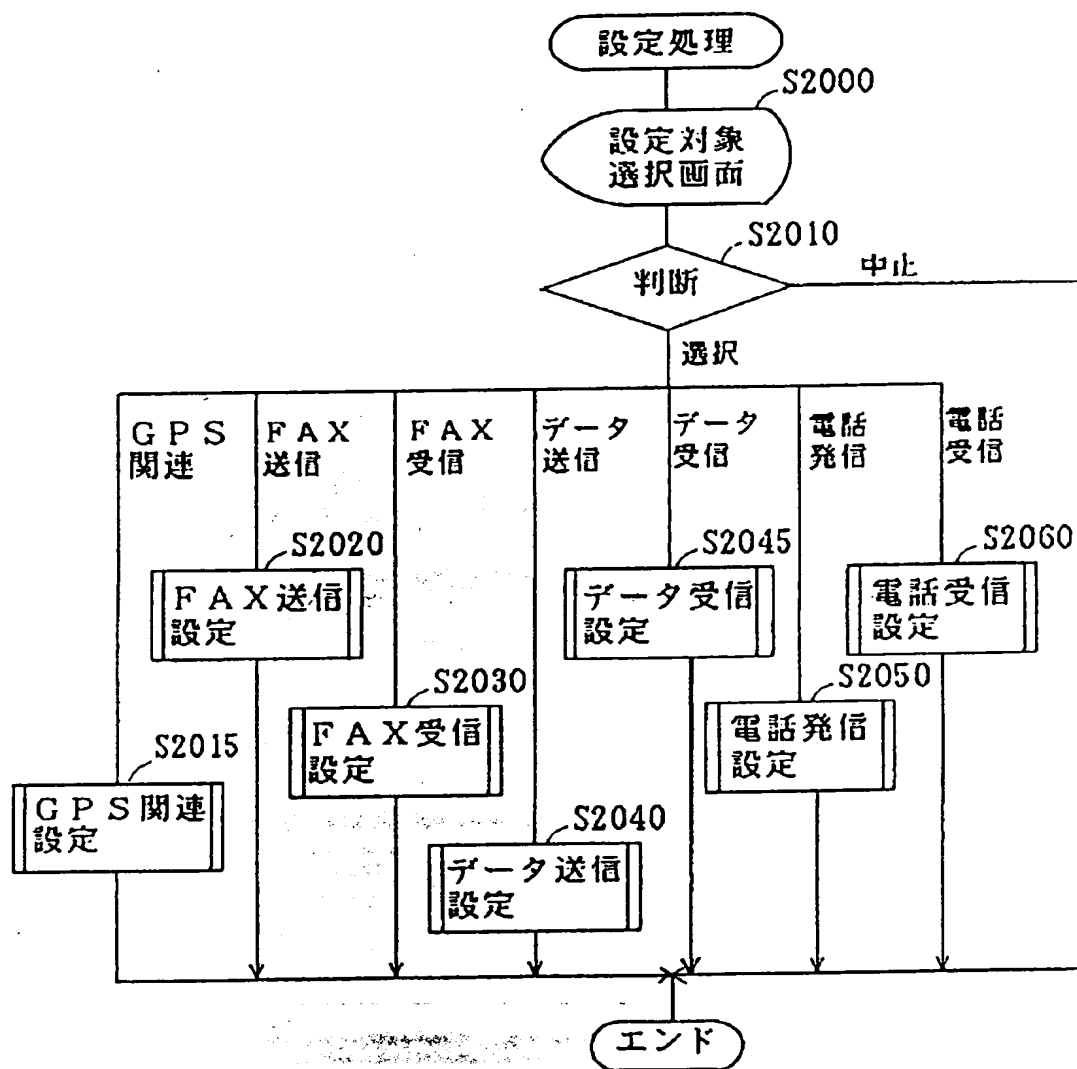 設定処理
S2000
設定対象
選択画面
S2010
判断
中止
選択
ＧＰＳ
関連
ＦＡＸ
送信
ＦＡＸ
受信
データ
送信
データ
受信
電話
発信
電話
受信
S2020
ＦＡＸ送信
設定
S2045
データ受信
設定
S2060
電話受信
設定
S2030
ＦＡＸ受信
設定
S2050
電話発信
設定
S2015
ＧＰＳ関連
設定
S2040
データ送信
設定
エンド